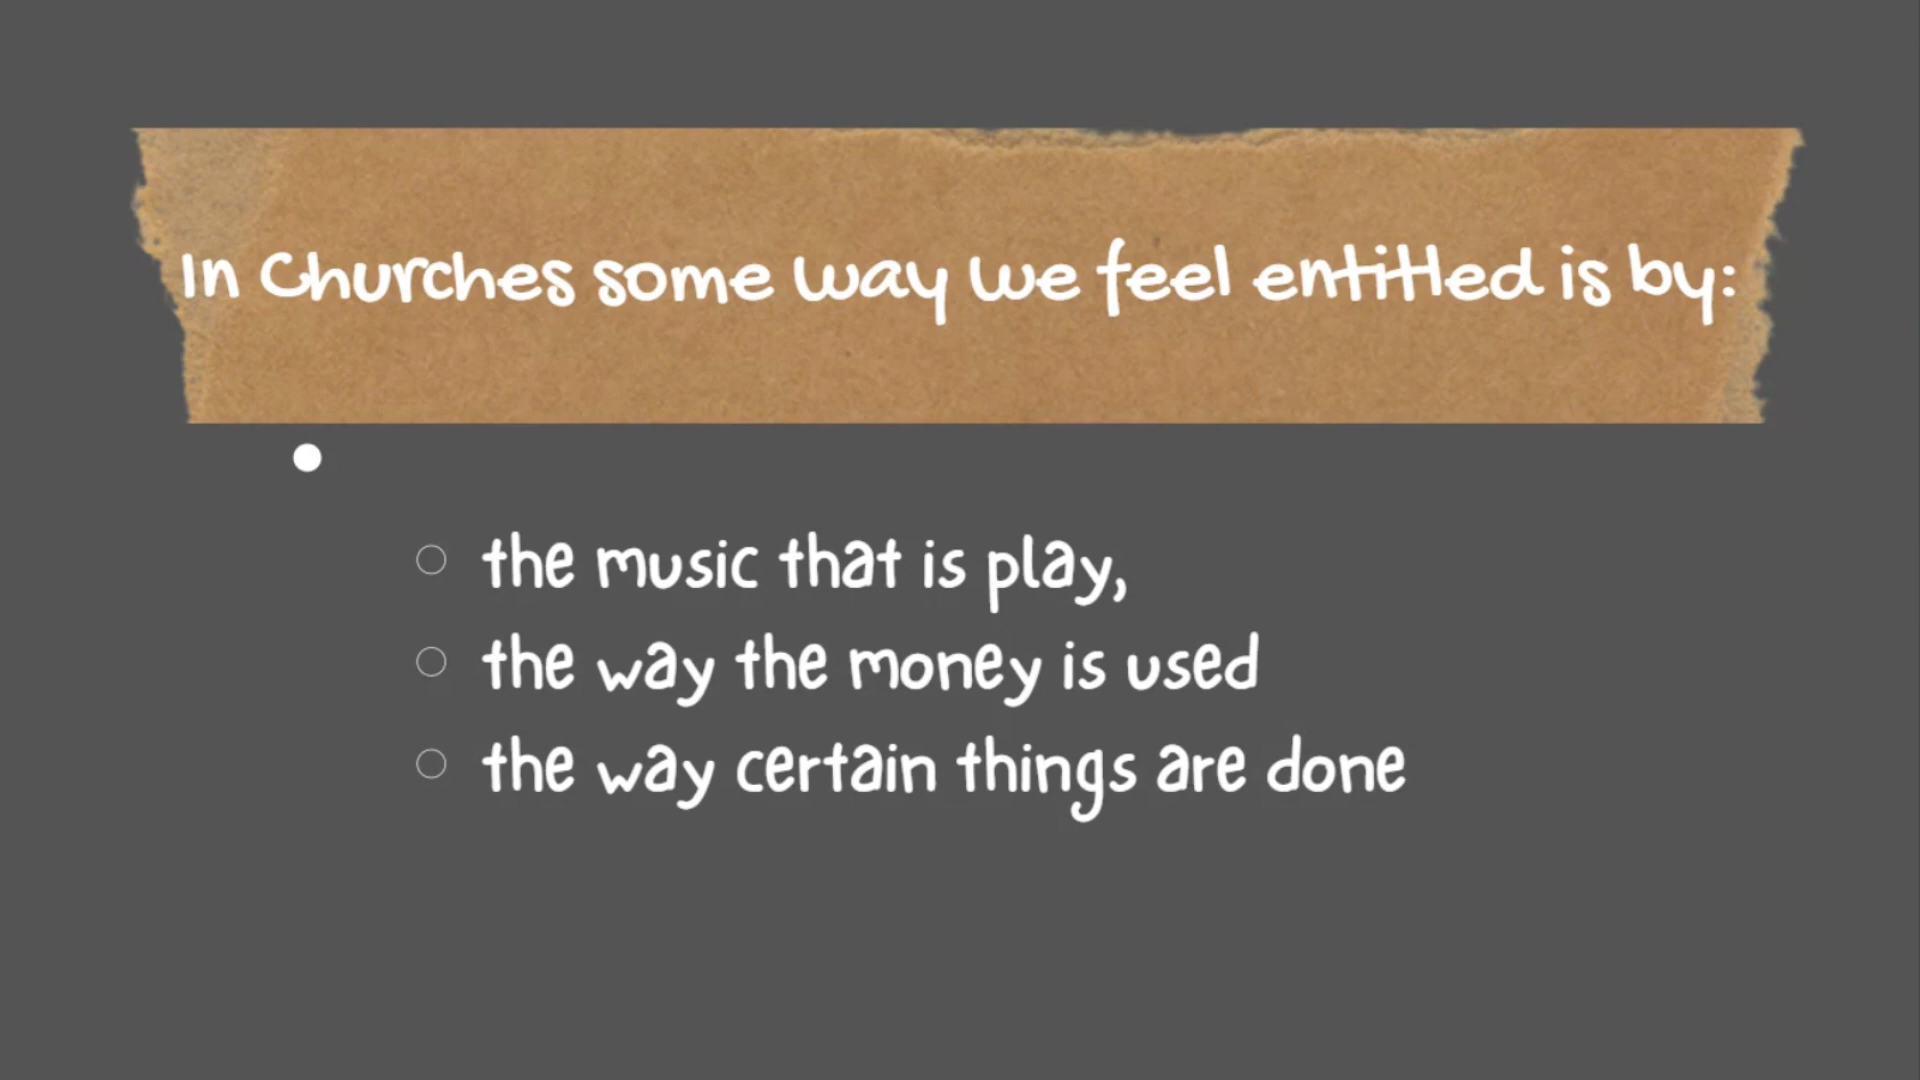 In Churches some way we feel entitled is by:
the music that is play,
the way the money is used
the way certain things are done